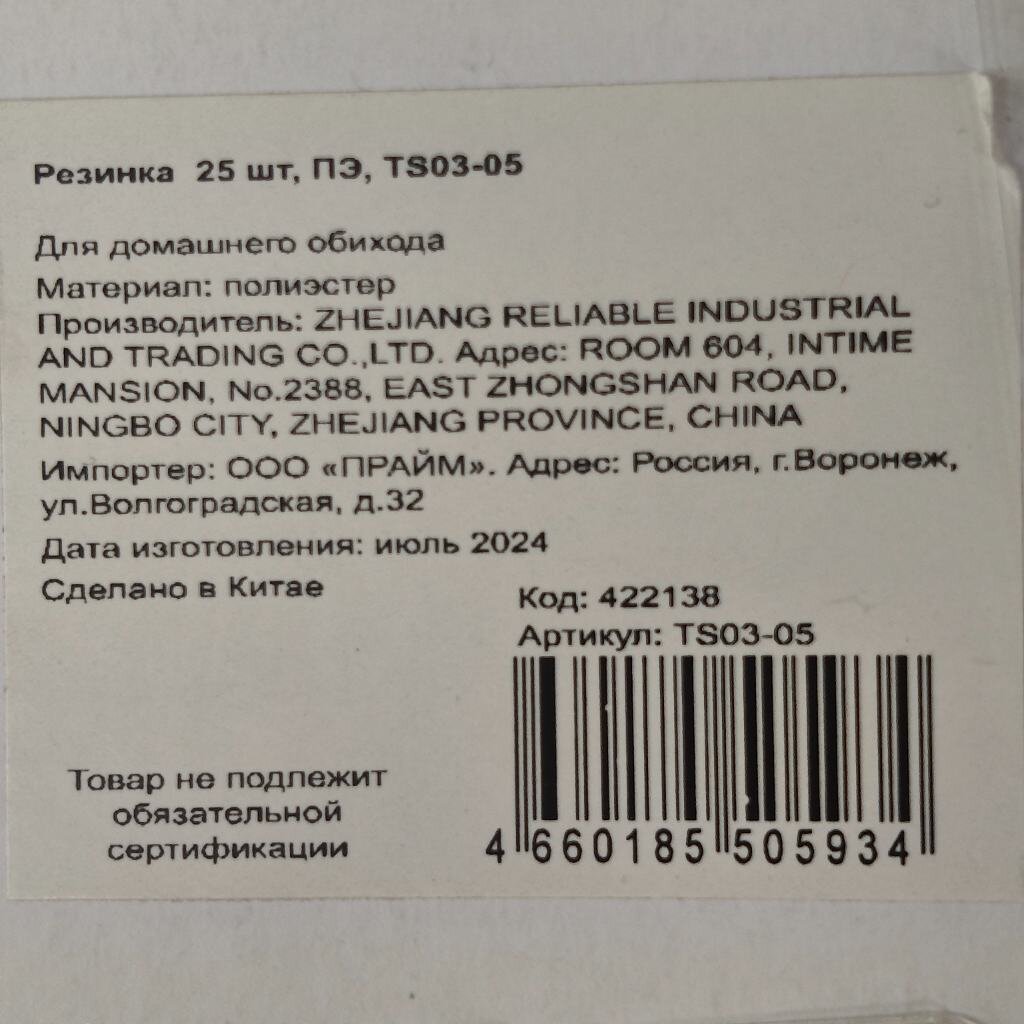 Резинка 25 шт, ПЭ, TS03-05
Для домашнего обихода
Материал: полиэстер
Производитель: ZHEJIANG RELIABLE INDUSTRIAL
AND TRADING CO.,LTD. Адрес: ROOM 604, INTIME
MANSION, No.2388, EAST ZHONGSHAN ROAD,
NINGBO CITY, ZHEJIANG PROVINCE, CHINA
Импортер: ООО «ПРАЙМ». Адрес: Россия, г.Воронеж,
ул.Волгоградская, д.32
Дата изготовления: июль 2024
Сделано в Китае
Код: 422138
Артикул: TS03-05
Товар не подлежит
обязательной
сертификации
4 660185 505934